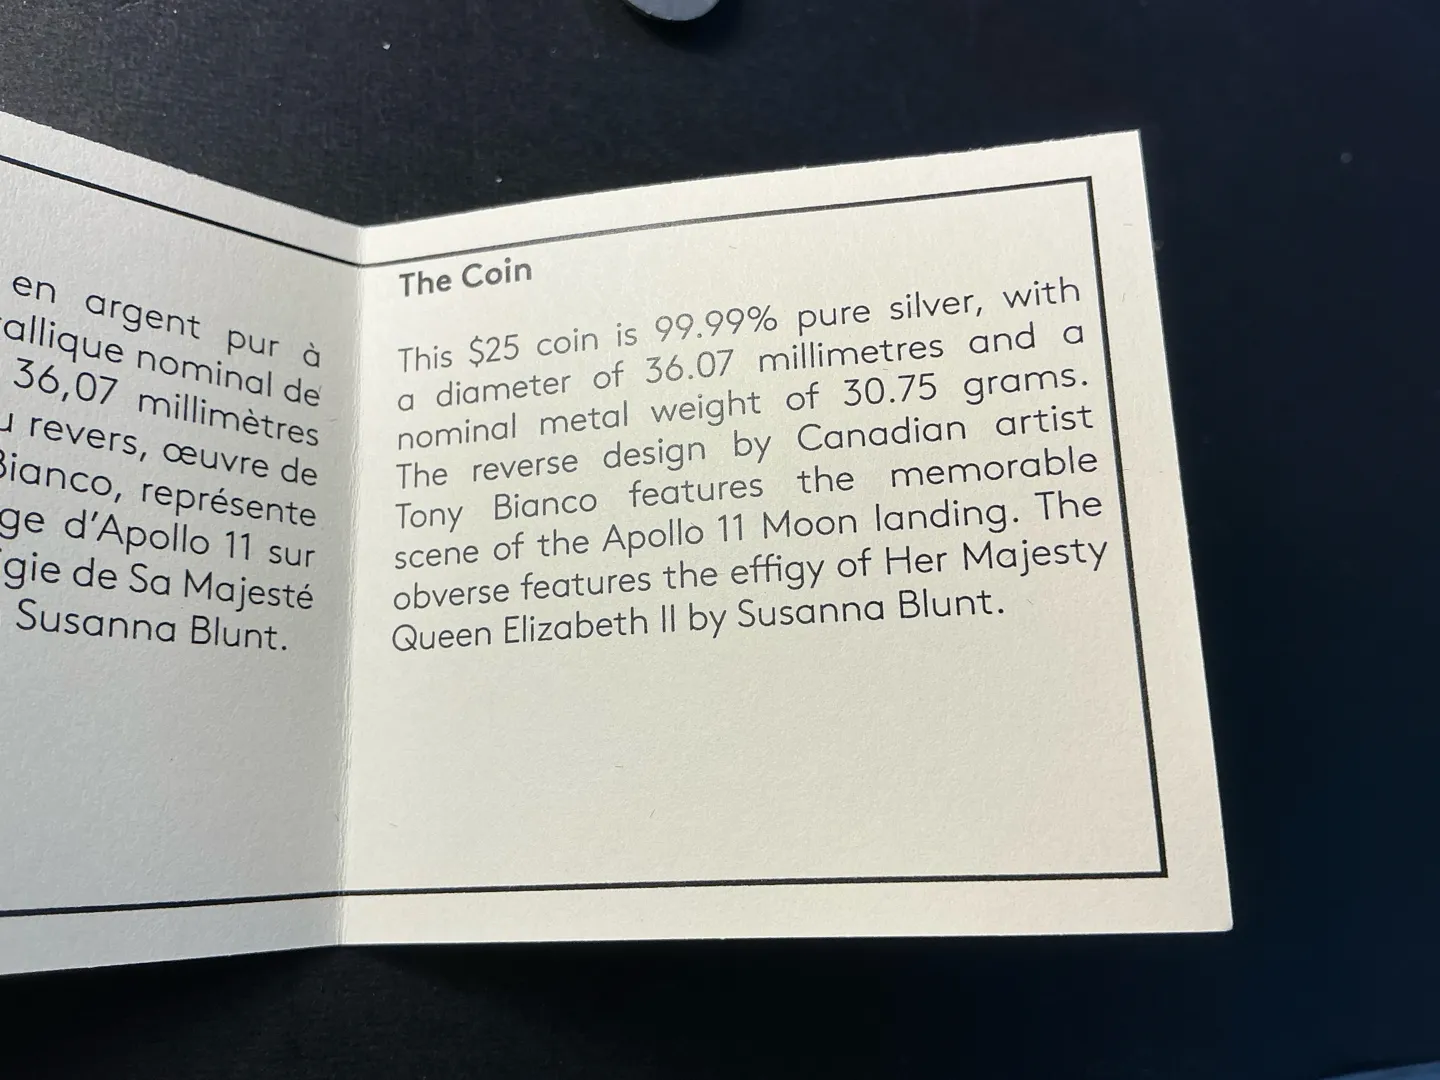 en argent pur à
allique nominal de
36,07 millimètres
u revers, œuvre de
Bianco, représente
ge d'Apollo 11 sur
gie de Sa Majesté
Susanna Blunt.
The Coin
This $25 coin is 99.99% pure silver, with
a diameter of 36.07 millimetres and a
nominal metal weight of 30.75 grams.
The reverse design by Canadian artist
Tony Bianco features the memorable
scene of the Apollo 11 Moon landing. The
obverse features the effigy of Her Majesty
Queen Elizabeth II by Susanna Blunt.